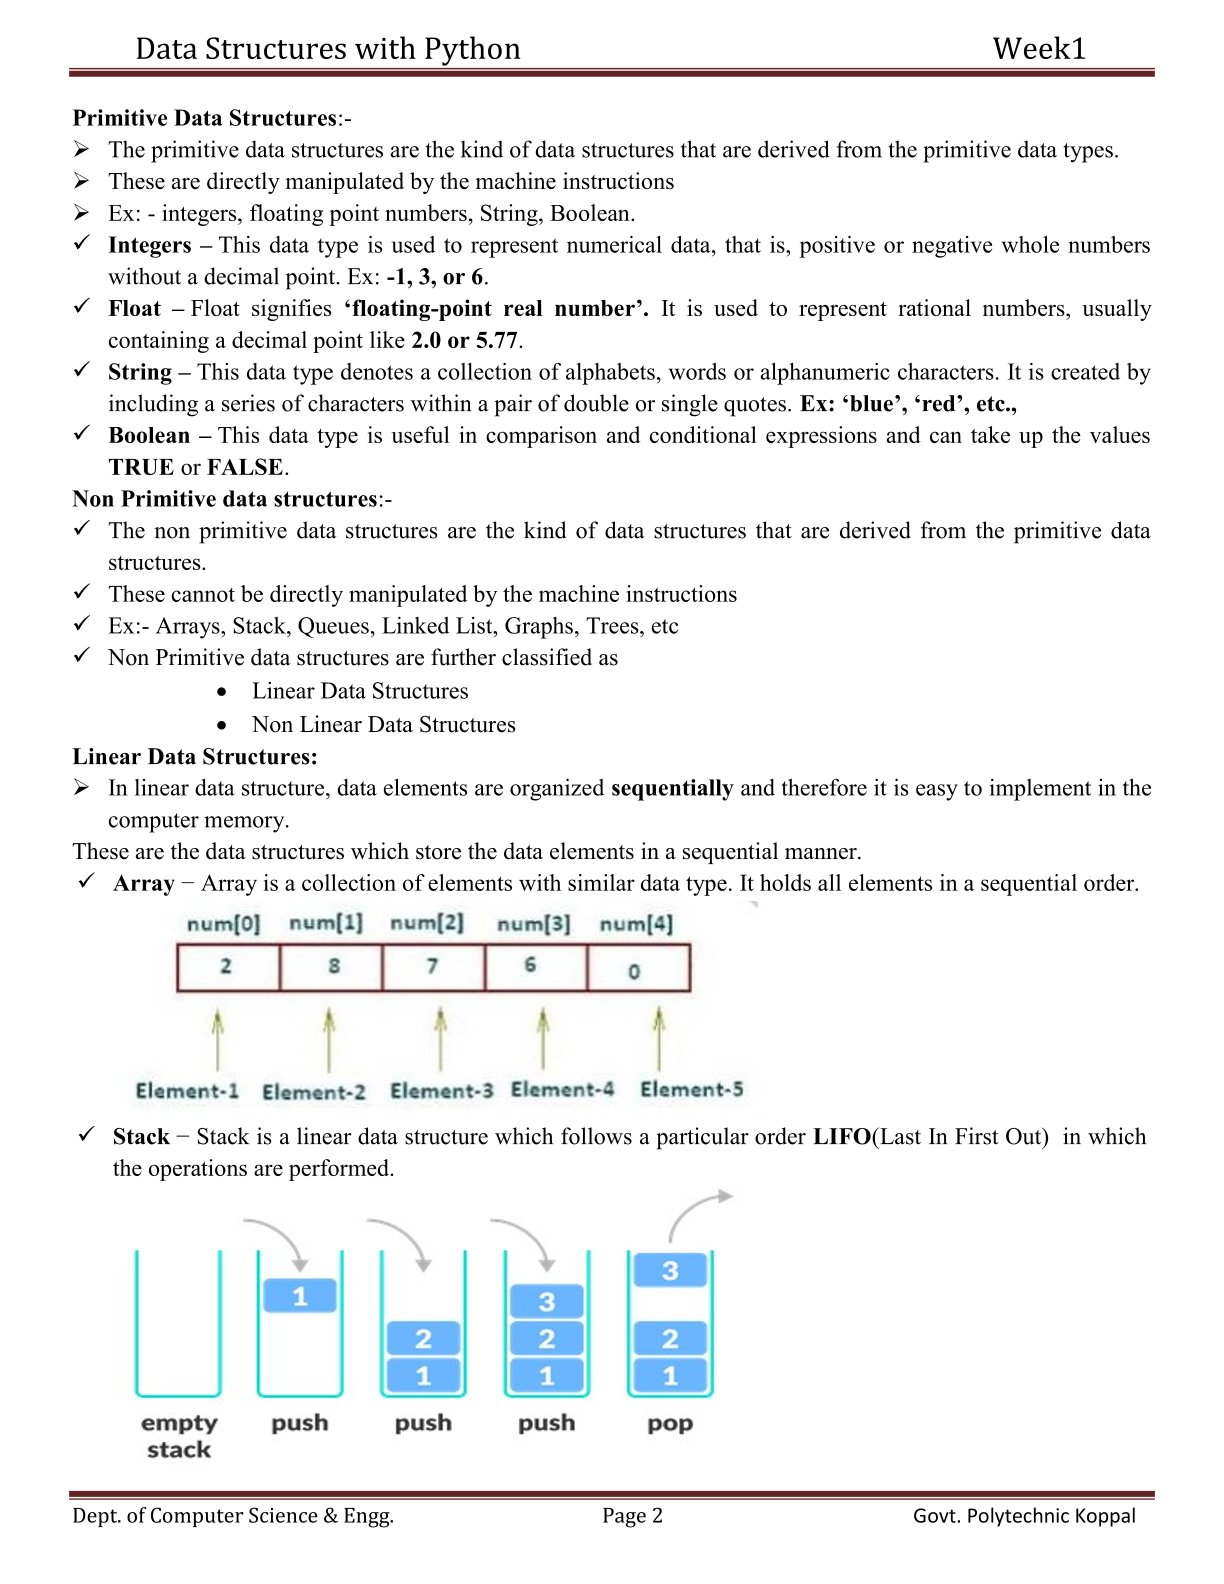 Data Structures with Python Week1
Primitive Data Structures:-
➢ The primitive data structures are the kind of data structures that are derived from the primitive data types.
➢ These are directly manipulated by the machine instructions
➢ Ex: - integers, floating point numbers, String, Boolean.
✓ Integers – This data type is used to represent numerical data, that is, positive or negative whole numbers
without a decimal point. Ex: -1, 3, or 6.
✓ Float – Float signifies ‘floating-point real number’. It is used to represent rational numbers, usually
containing a decimal point like 2.0 or 5.77.
✓ String – This data type denotes a collection of alphabets, words or alphanumeric characters. It is created by
including a series of characters within a pair of double or single quotes. Ex: ‘blue’, ‘red’, etc.,
✓ Boolean – This data type is useful in comparison and conditional expressions and can take up the values
TRUE or FALSE.
Non Primitive data structures:-
✓ The non primitive data structures are the kind of data structures that are derived from the primitive data
structures.
✓ These cannot be directly manipulated by the machine instructions
✓ Ex:- Arrays, Stack, Queues, Linked List, Graphs, Trees, etc
✓ Non Primitive data structures are further classified as
• Linear Data Structures
• Non Linear Data Structures
Linear Data Structures:
➢ In linear data structure, data elements are organized sequentially and therefore it is easy to implement in the
computer memory.
These are the data structures which store the data elements in a sequential manner.
✓ Array − Array is a collection of elements with similar data type. It holds all elements in a sequential order.
num[0] num[1] num[2] num[3] num[4]
2 8 7 6 0
Element-1 Element-2 Element-3 Element-4 Element-5
✓ Stack − Stack is a linear data structure which follows a particular order LIFO(Last In First Out) in which
the operations are performed.
3
1 3
2 2 2
1 1 1
empty push push push pop
stack
Dept. of Computer Science & Engg. Page 2 Govt. Polytechnic Koppal